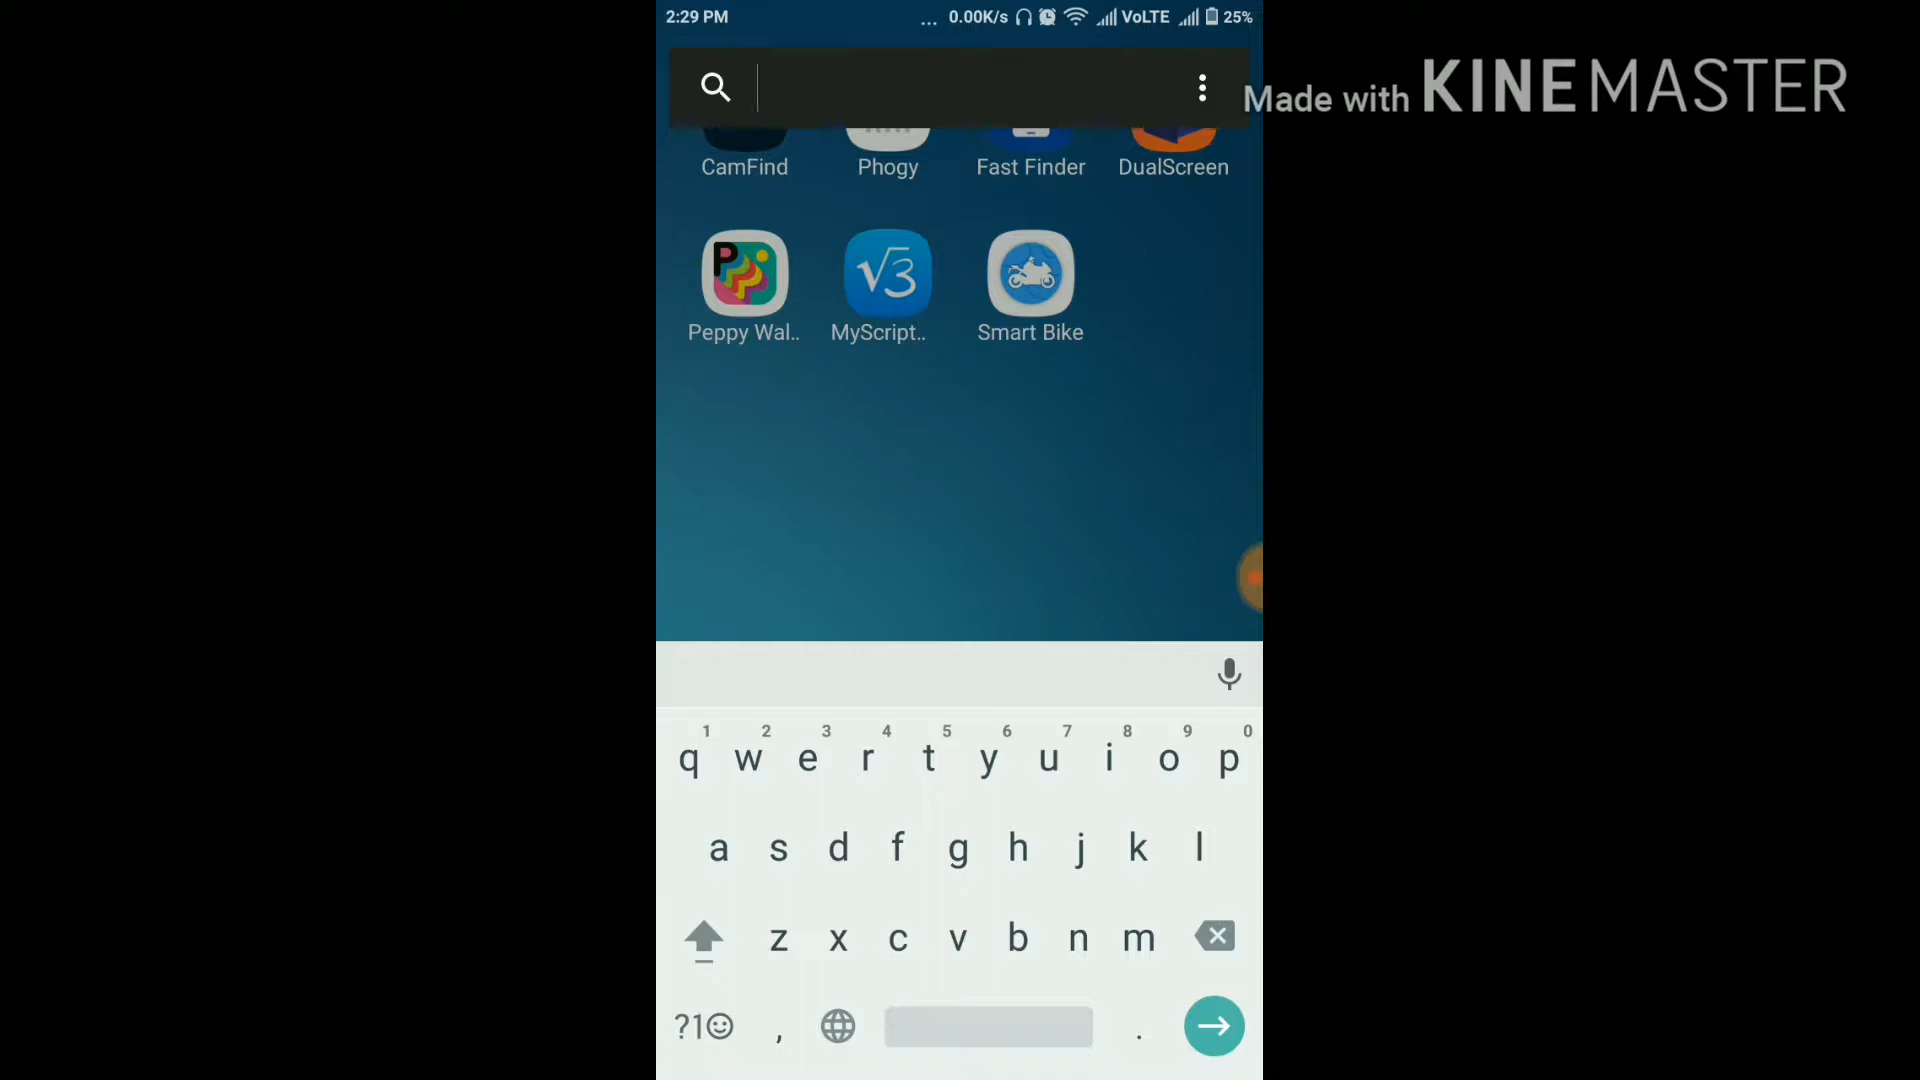 2:29 PM ... 0.00K/s VoLTE 25%
Made with KINEMASTER
CamFind Phogy Fast Finder DualScreen
P
√3
Peppy Wal.. MyScript.. Smart Bike
1 2 3 4 5 6 7 8 9 0
q w e r t y u i o p
a s d f g h j k l
z x c v b n m
?1☺ , .